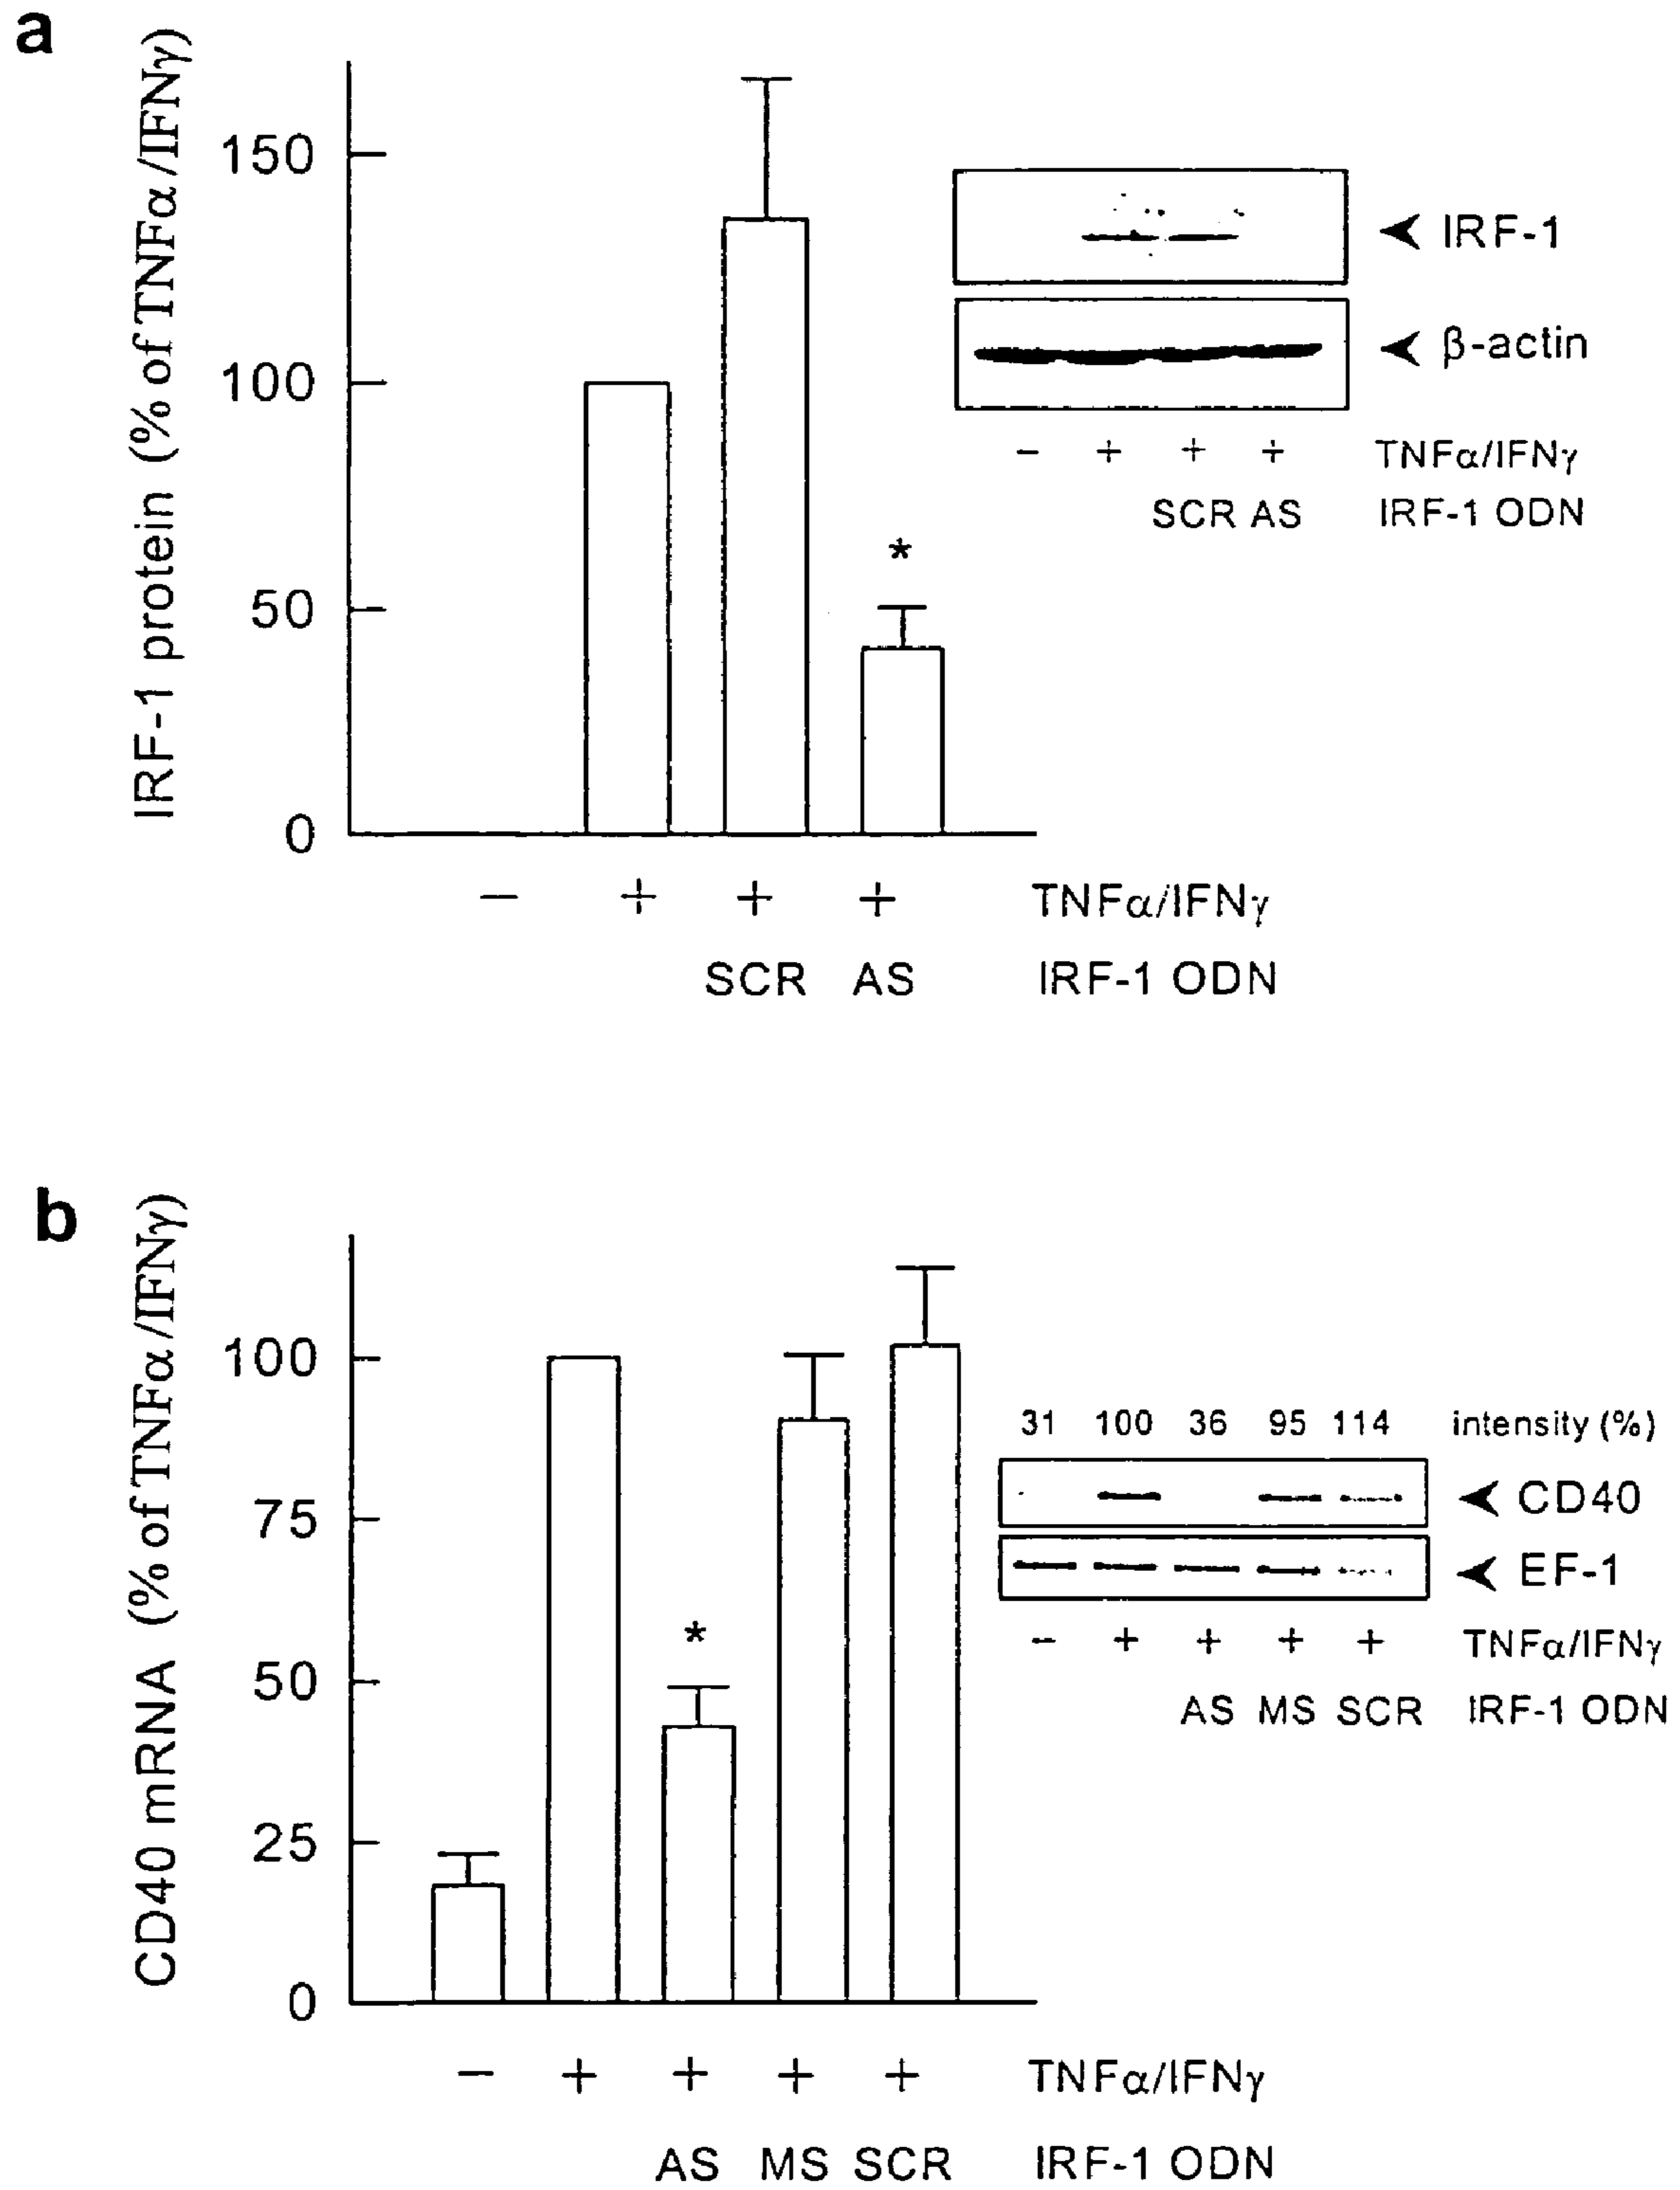 a
IRF-1 protein (% of TNFα/IFNγ)
150
100
50
0
*
− + + + TNFα/IFNγ
SCR AS IRF-1 ODN
IRF-1
β-actin
− + + + TNFα/IFNγ
SCR AS IRF-1 ODN
b
CD40 mRNA (% of TNFα/IFNγ)
100
75
50
25
0
*
− + + + + TNFα/IFNγ
AS MS SCR IRF-1 ODN
31 100 36 95 114 intensity (%)
CD40
EF-1
− + + + + TNFα/IFNγ
AS MS SCR IRF-1 ODN